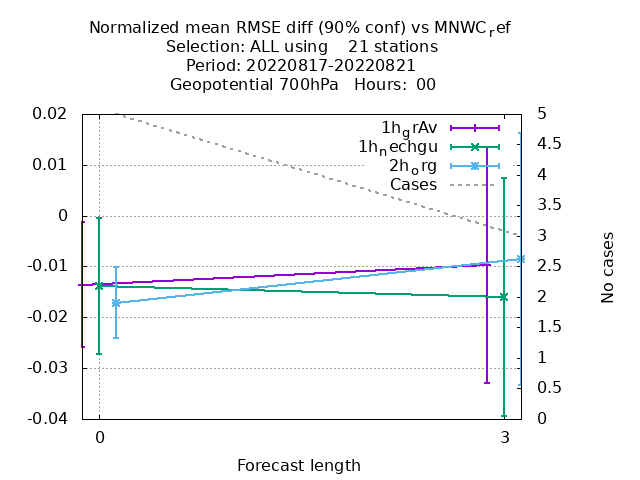 Normalized mean RMSE diff (90% conf) vs MNWC_ref
Selection: ALL using    21 stations
Period: 20220817-20220821
Geopotential 700hPa   Hours:  00
1h_grAv
1h_nechgu
2h_org
Cases
0.02
0.01
0
-0.01
-0.02
-0.03
-0.04
5
4.5
4
3.5
3
2.5
2
1.5
1
0.5
0
No cases
0
3
Forecast length